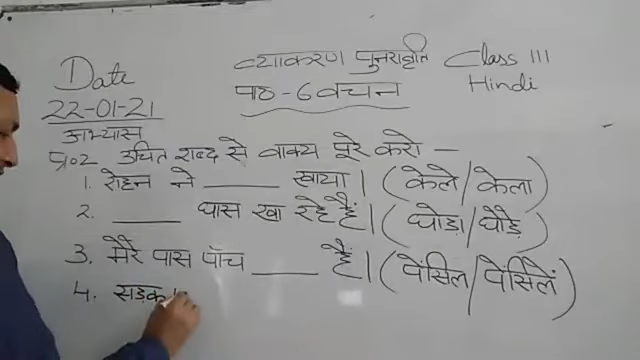 Date
22-01-21
अभ्यास
व्याकरण पुनरावृति Class III
पाठ-6 वचन Hindi
प्र०2 उचित शब्द से वाक्य पूरे करो –
1. रोहन ने ______ खाया। (केले/केला)
2. ______ घास खा रहे हैं। (घोड़ा/घोड़े)
3. मेरे पास पाँच ______ हैं। (पेंसिल/पेंसिलें)
4. सड़क